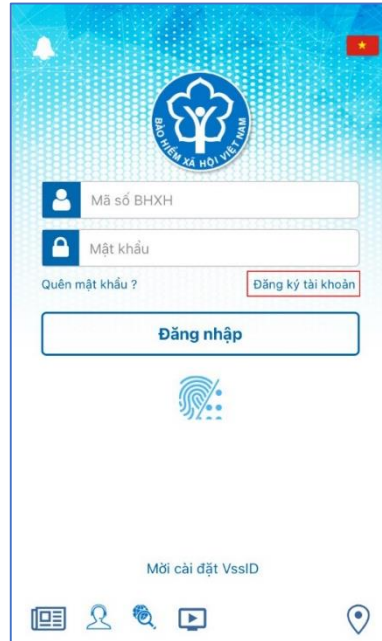 BẢO HIỂM XÃ HỘI VIỆT NAM
Mã số BHXH
Mật khẩu
Quên mật khẩu ?
Đăng ký tài khoản
Đăng nhập
Mời cài đặt VssID